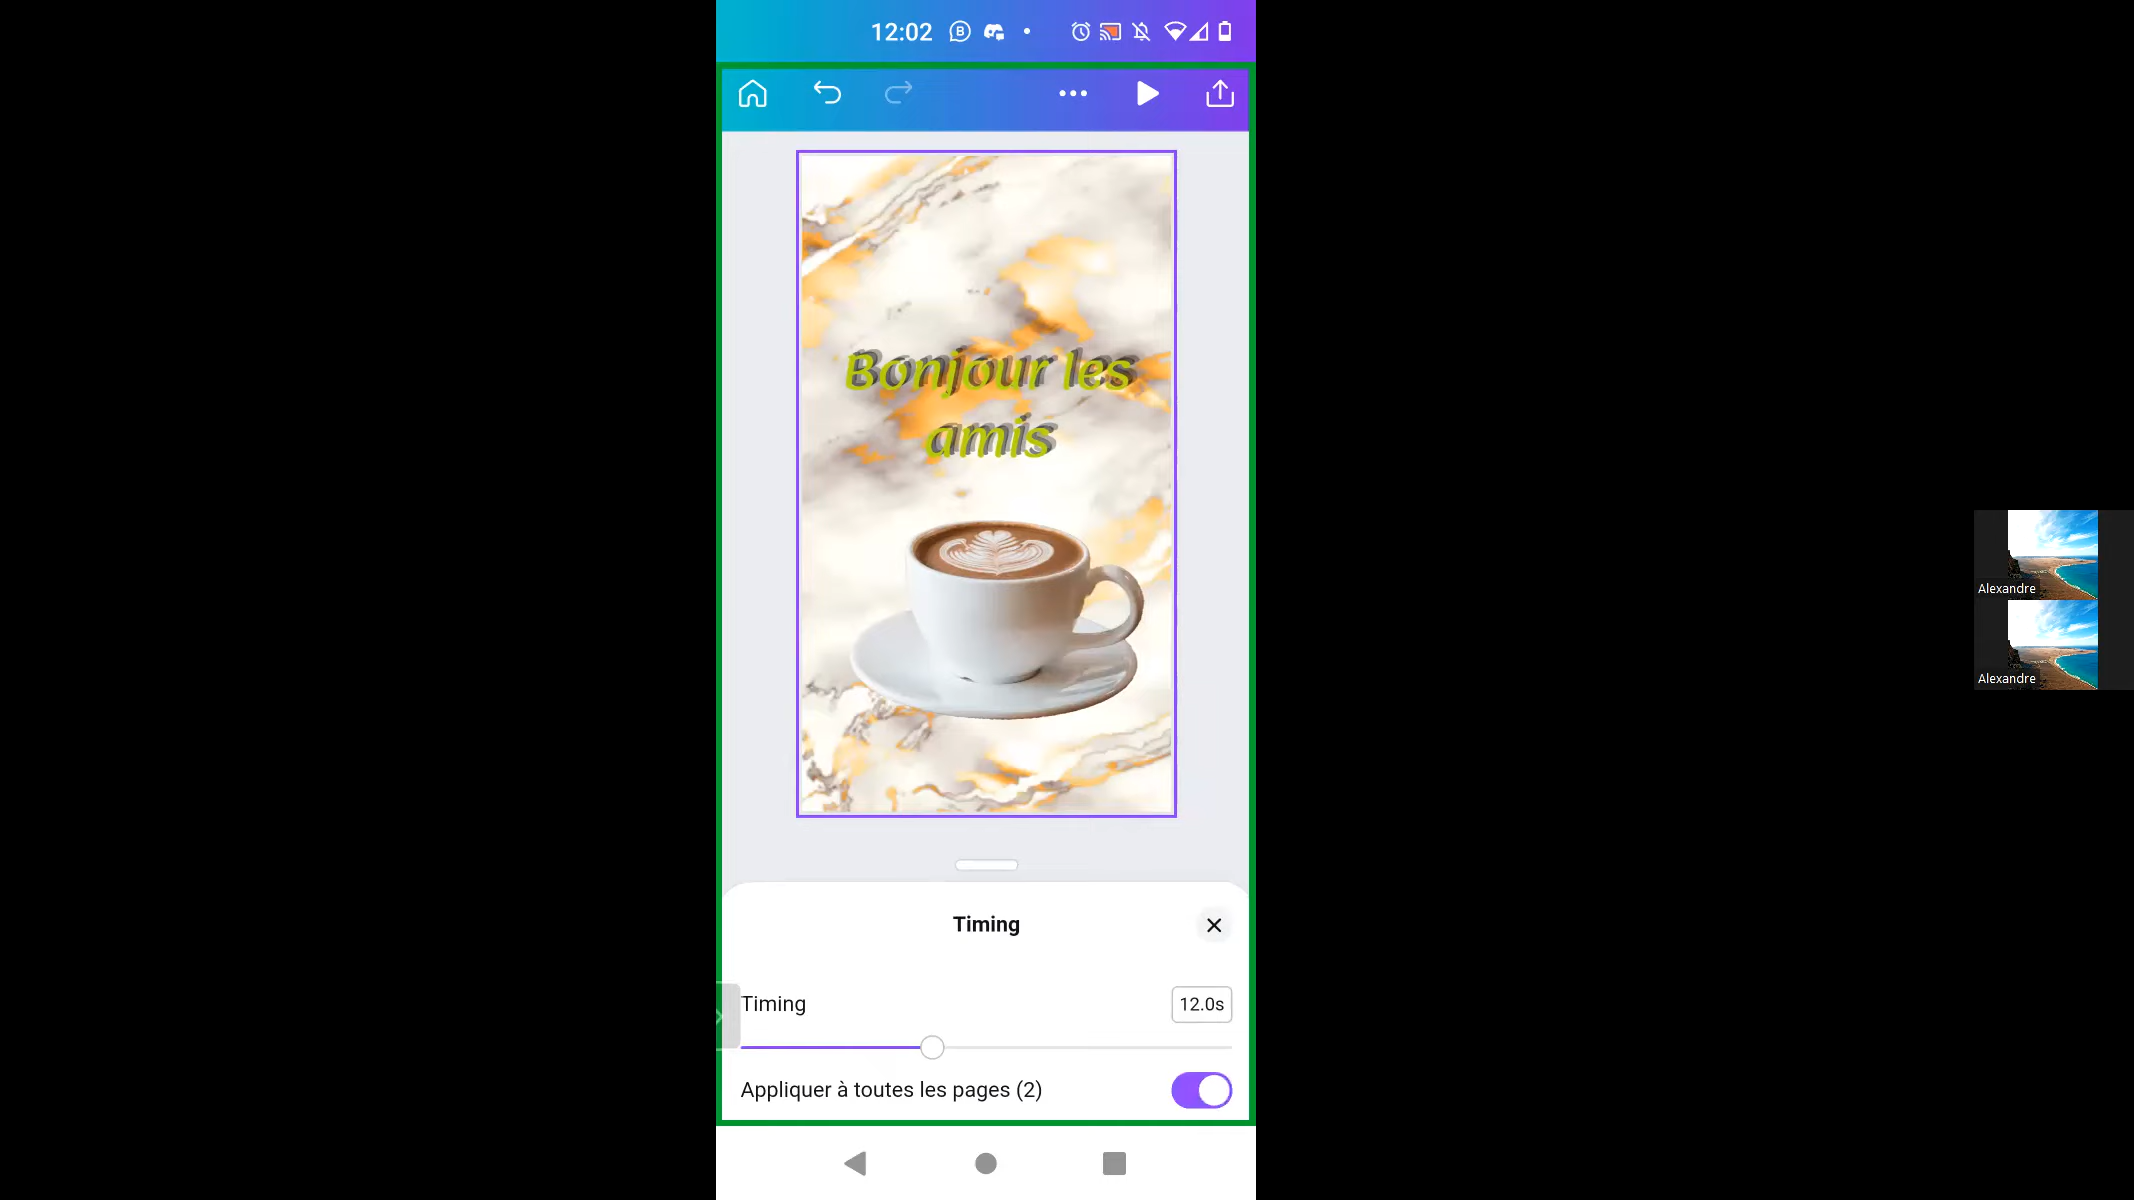 12:02
Bonjour les
amis
Timing
Timing
12.0s
Appliquer à toutes les pages (2)
Alexandre
Alexandre